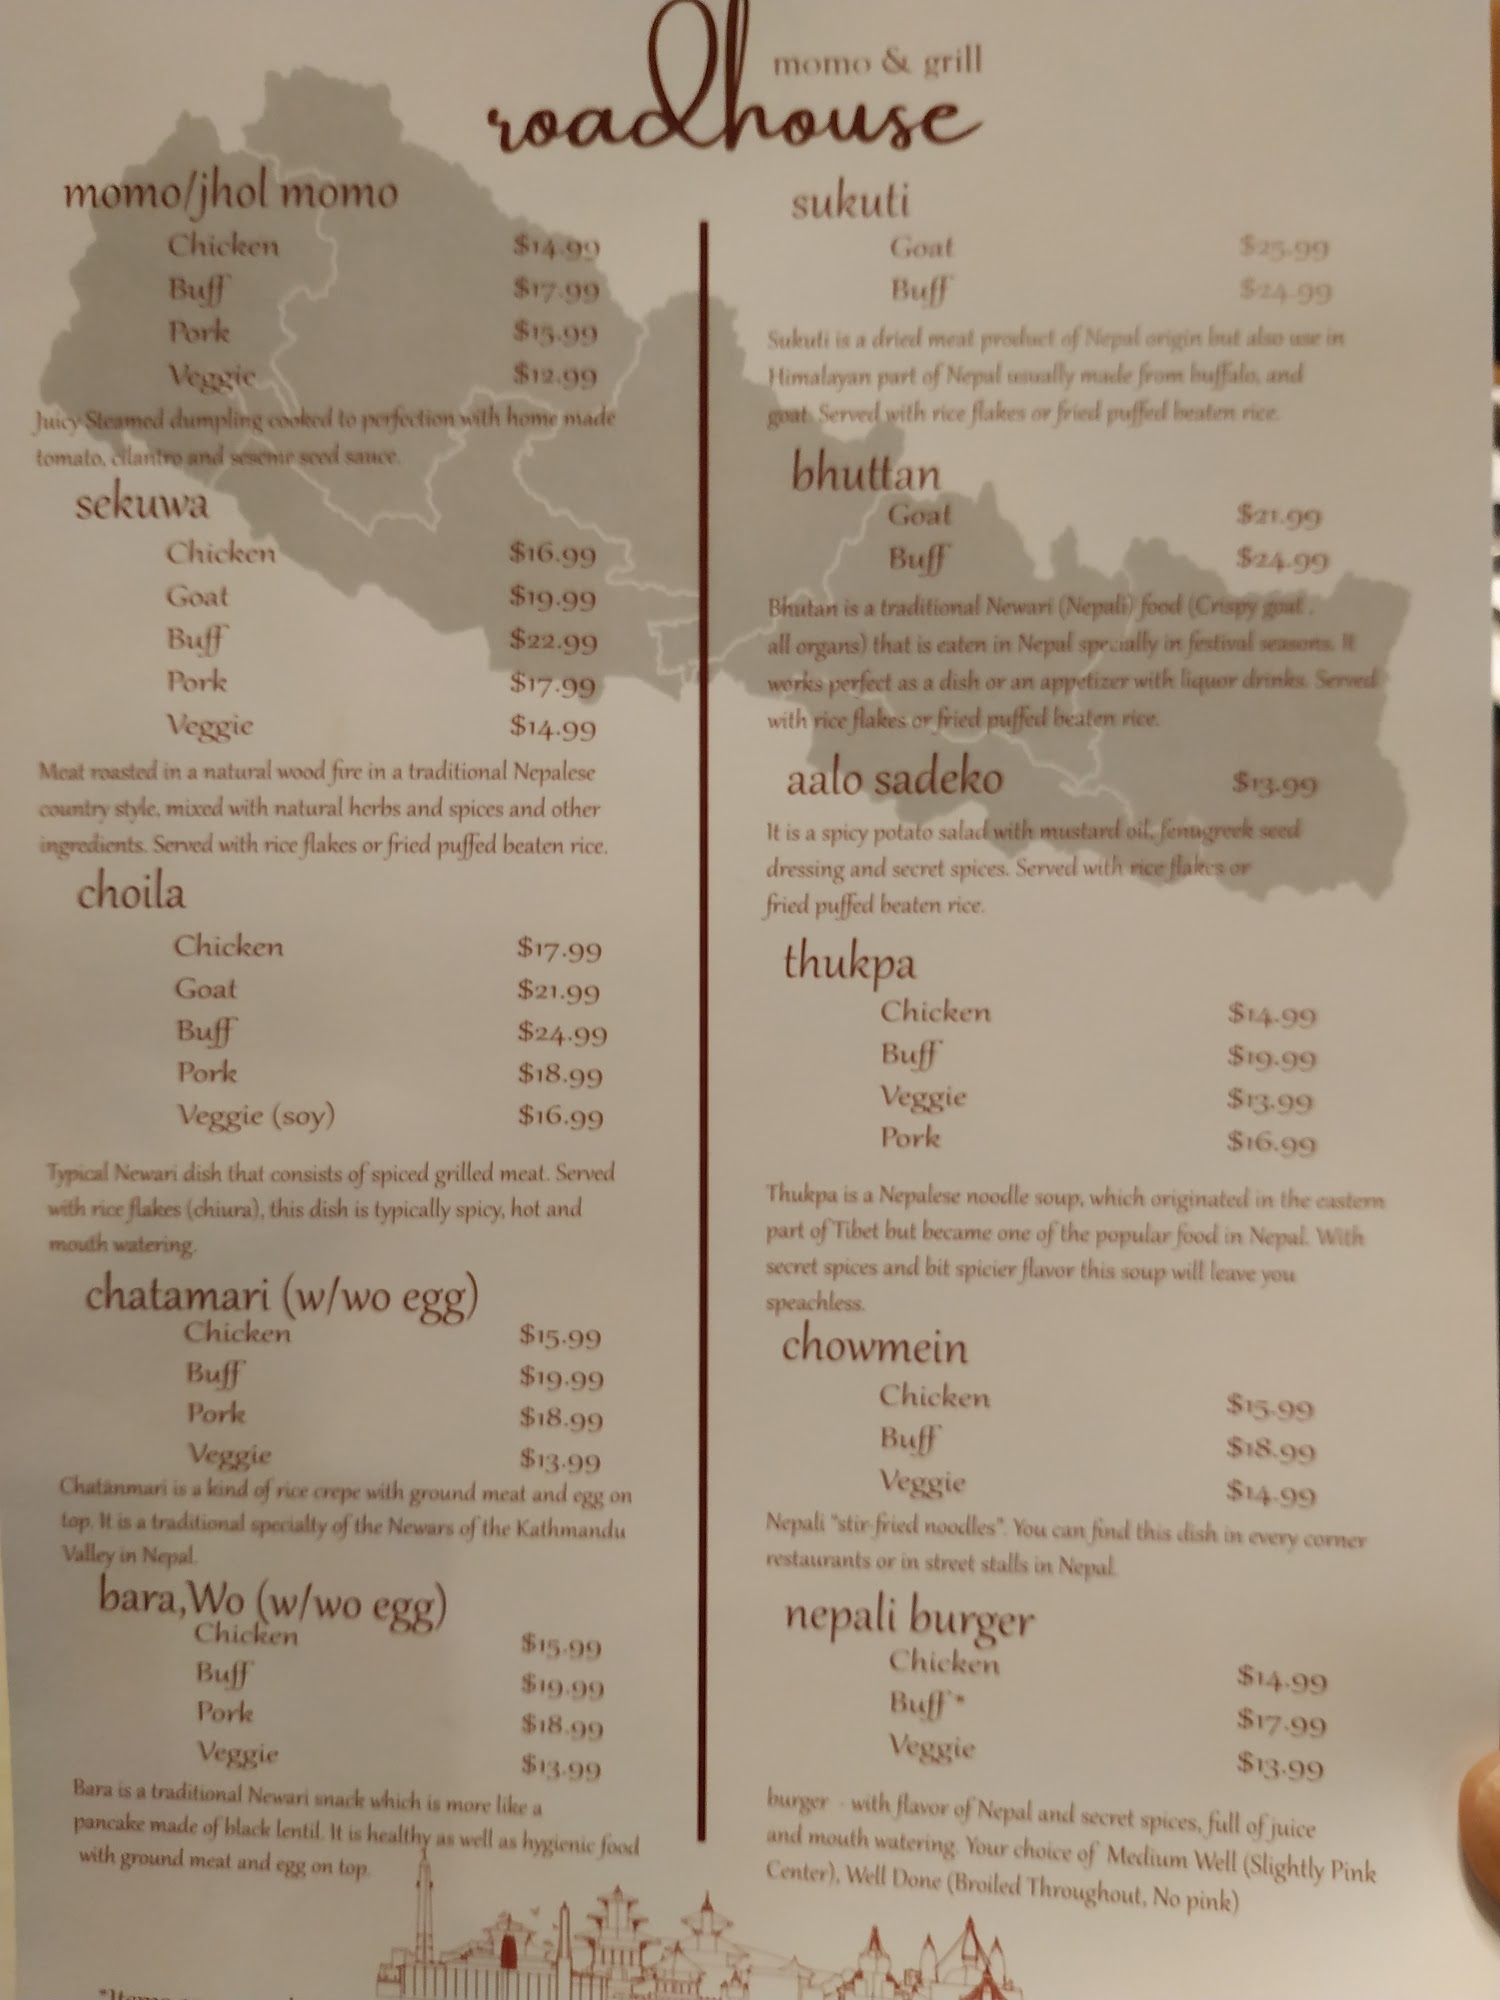 momo & grill
roadhouse
momo/jhol momo
Chicken $14.99
Buff $17.99
Pork $15.99
Veggie $12.99
Juicy Steamed dumpling cooked to perfection with home made
tomato, cilantro and seseme seed sauce.
sekuwa
Chicken $16.99
Goat $19.99
Buff $22.99
Pork $17.99
Veggie $14.99
Meat roasted in a natural wood fire in a traditional Nepalese
country style, mixed with natural herbs and spices and other
ingredients. Served with rice flakes or fried puffed beaten rice.
choila
Chicken $17.99
Goat $21.99
Buff $24.99
Pork $18.99
Veggie (soy) $16.99
Typical Newari dish that consists of spiced grilled meat. Served
with rice flakes (chiura), this dish is typically spicy, hot and
mouth watering.
chatamari (w/wo egg)
Chicken $15.99
Buff $19.99
Pork $18.99
Veggie $13.99
Chatanmari is a kind of rice crepe with ground meat and egg on
top. It is a traditional specialty of the Newars of the Kathmandu
Valley in Nepal.
bara,Wo (w/wo egg)
Chicken $15.99
Buff $19.99
Pork $18.99
Veggie $13.99
Bara is a traditional Newari snack which is more like a
pancake made of black lentil. It is healthy as well as hygienic food
with ground meat and egg on top.
sukuti
Goat $25.99
Buff $24.99
Sukuti is a dried meat product of Nepal origin but also use in
Himalayan part of Nepal usually made from buffalo, and
goat. Served with rice flakes or fried puffed beaten rice.
bhuttan
Goat $21.99
Buff $24.99
Bhutan is a traditional Newari (Nepali) food (Crispy goat ,
all organs) that is eaten in Nepal specially in festival seasons. It
works perfect as a dish or an appetizer with liquor drinks. Served
with rice flakes or fried puffed beaten rice.
aalo sadeko $13.99
It is a spicy potato salad with mustard oil, fenugreek seed
dressing and secret spices. Served with rice flakes or
fried puffed beaten rice.
thukpa
Chicken $14.99
Buff $19.99
Veggie $13.99
Pork $16.99
Thukpa is a Nepalese noodle soup, which originated in the eastern
part of Tibet but became one of the popular food in Nepal. With
secret spices and bit spicier flavor this soup will leave you
speachless.
chowmein
Chicken $15.99
Buff $18.99
Veggie $14.99
Nepali "stir-fried noodles". You can find this dish in every corner
restaurants or in street stalls in Nepal.
nepali burger
Chicken $14.99
Buff* $17.99
Veggie $13.99
burger - with flavor of Nepal and secret spices, full of juice
and mouth watering. Your choice of Medium Well (Slightly Pink
Center), Well Done (Broiled Throughout, No pink)